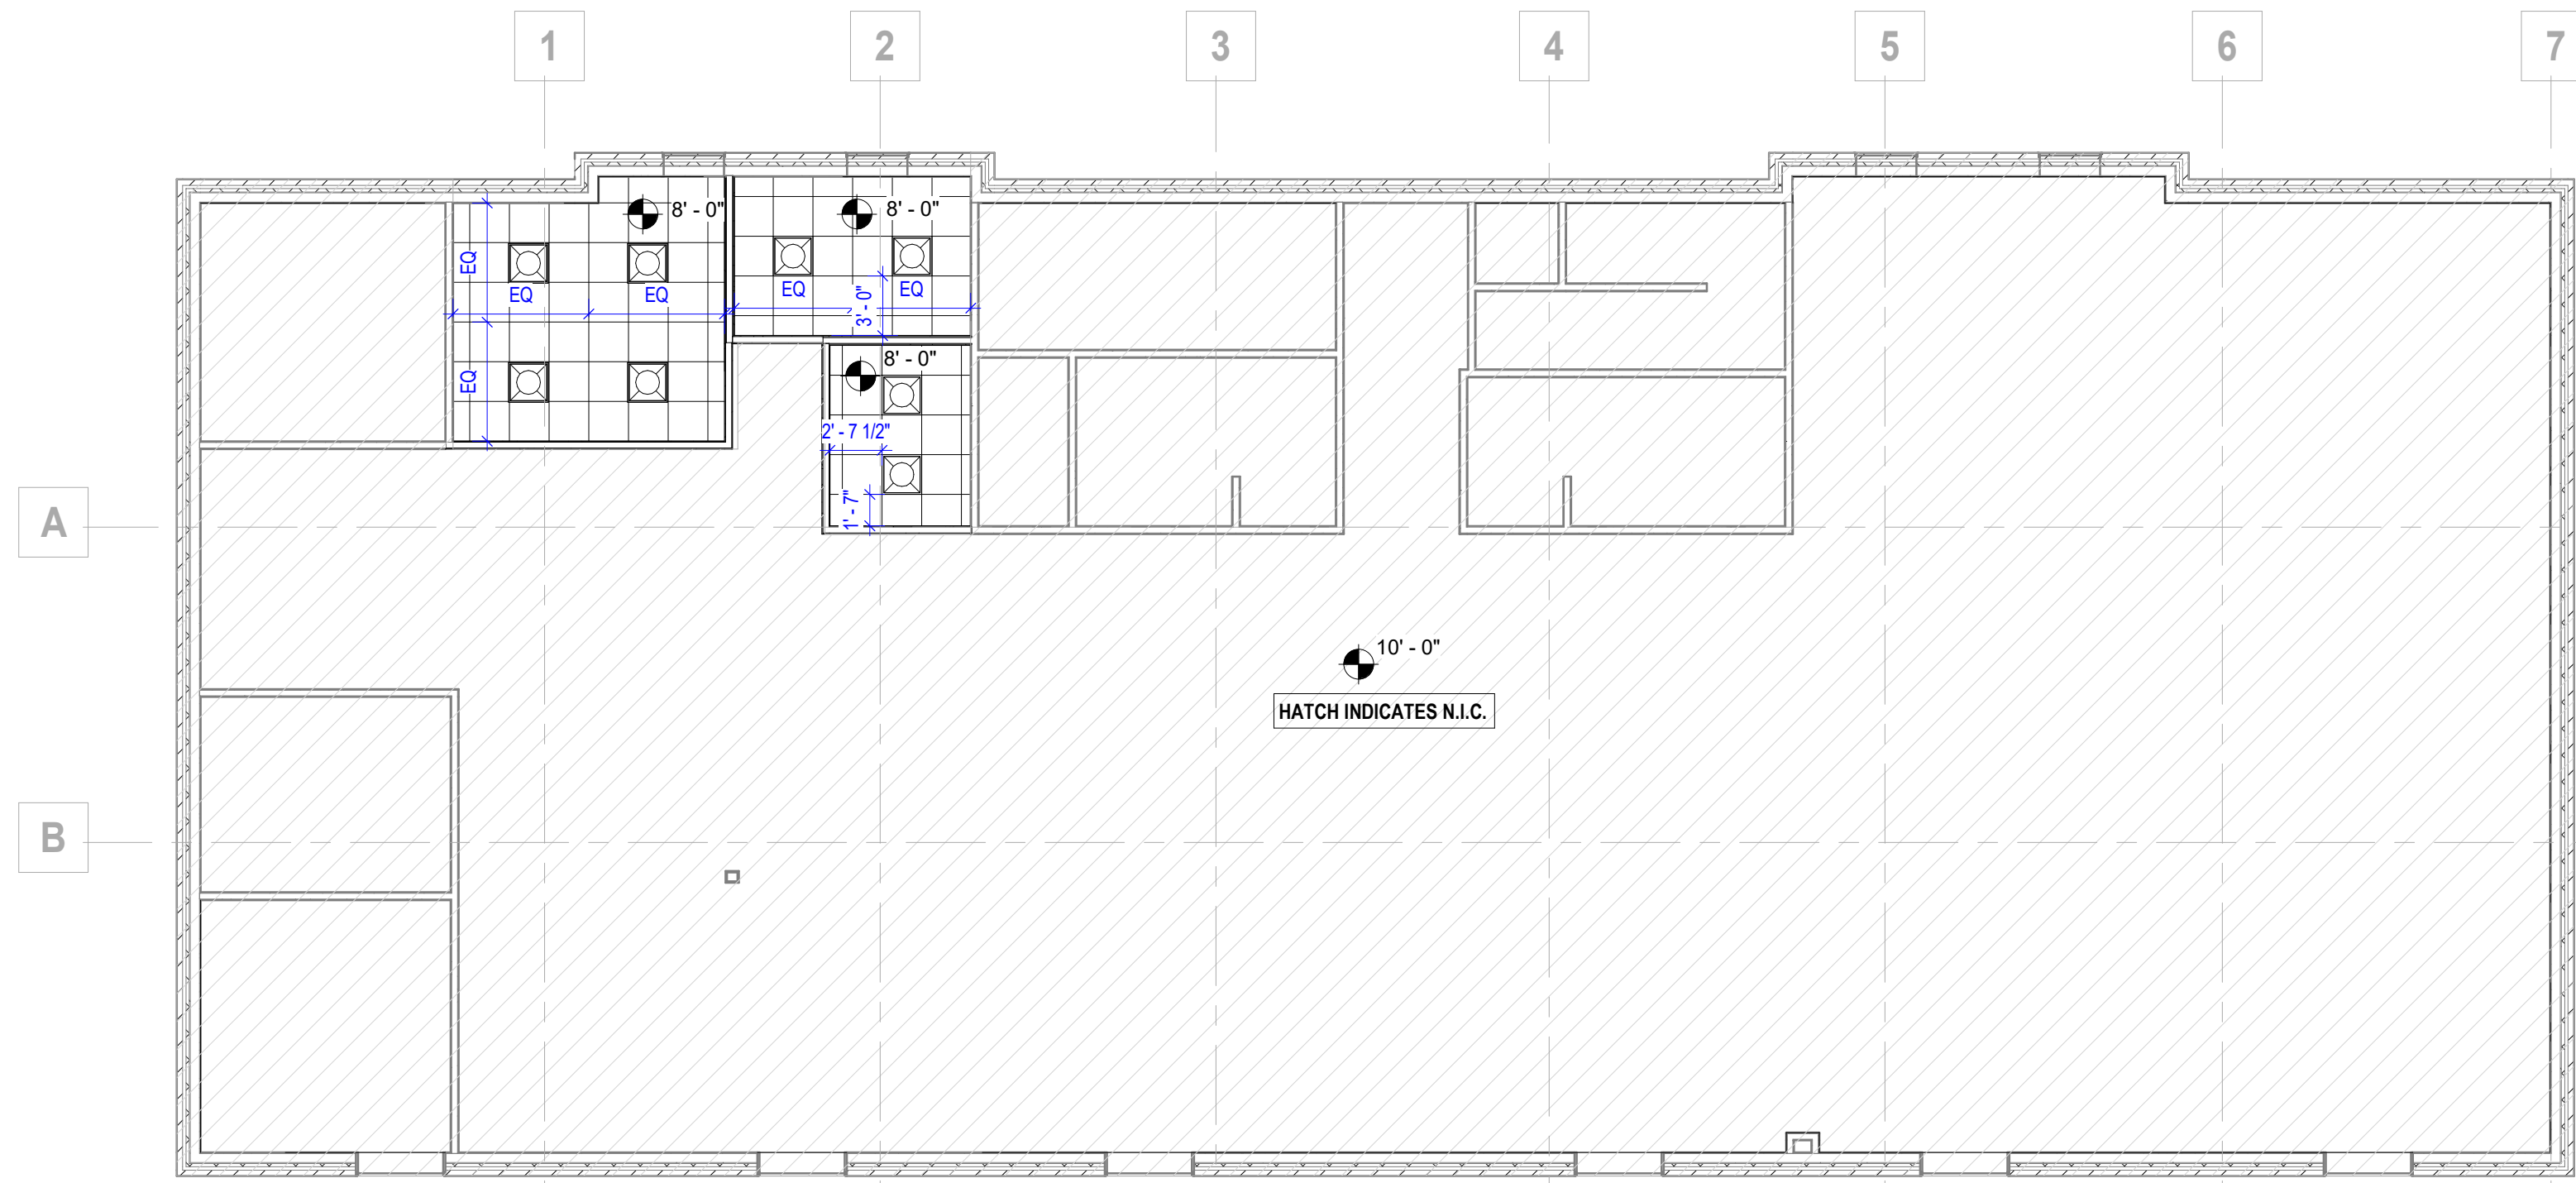 1
2
3
4
5
6
7
8' - 0"
8' - 0"
EQ
EQ
EQ
EQ
EQ
3' - 0"
8' - 0"
EQ
2' - 7 1/2"
1' - 7"
A
10' - 0"
HATCH INDICATES N.I.C.
B